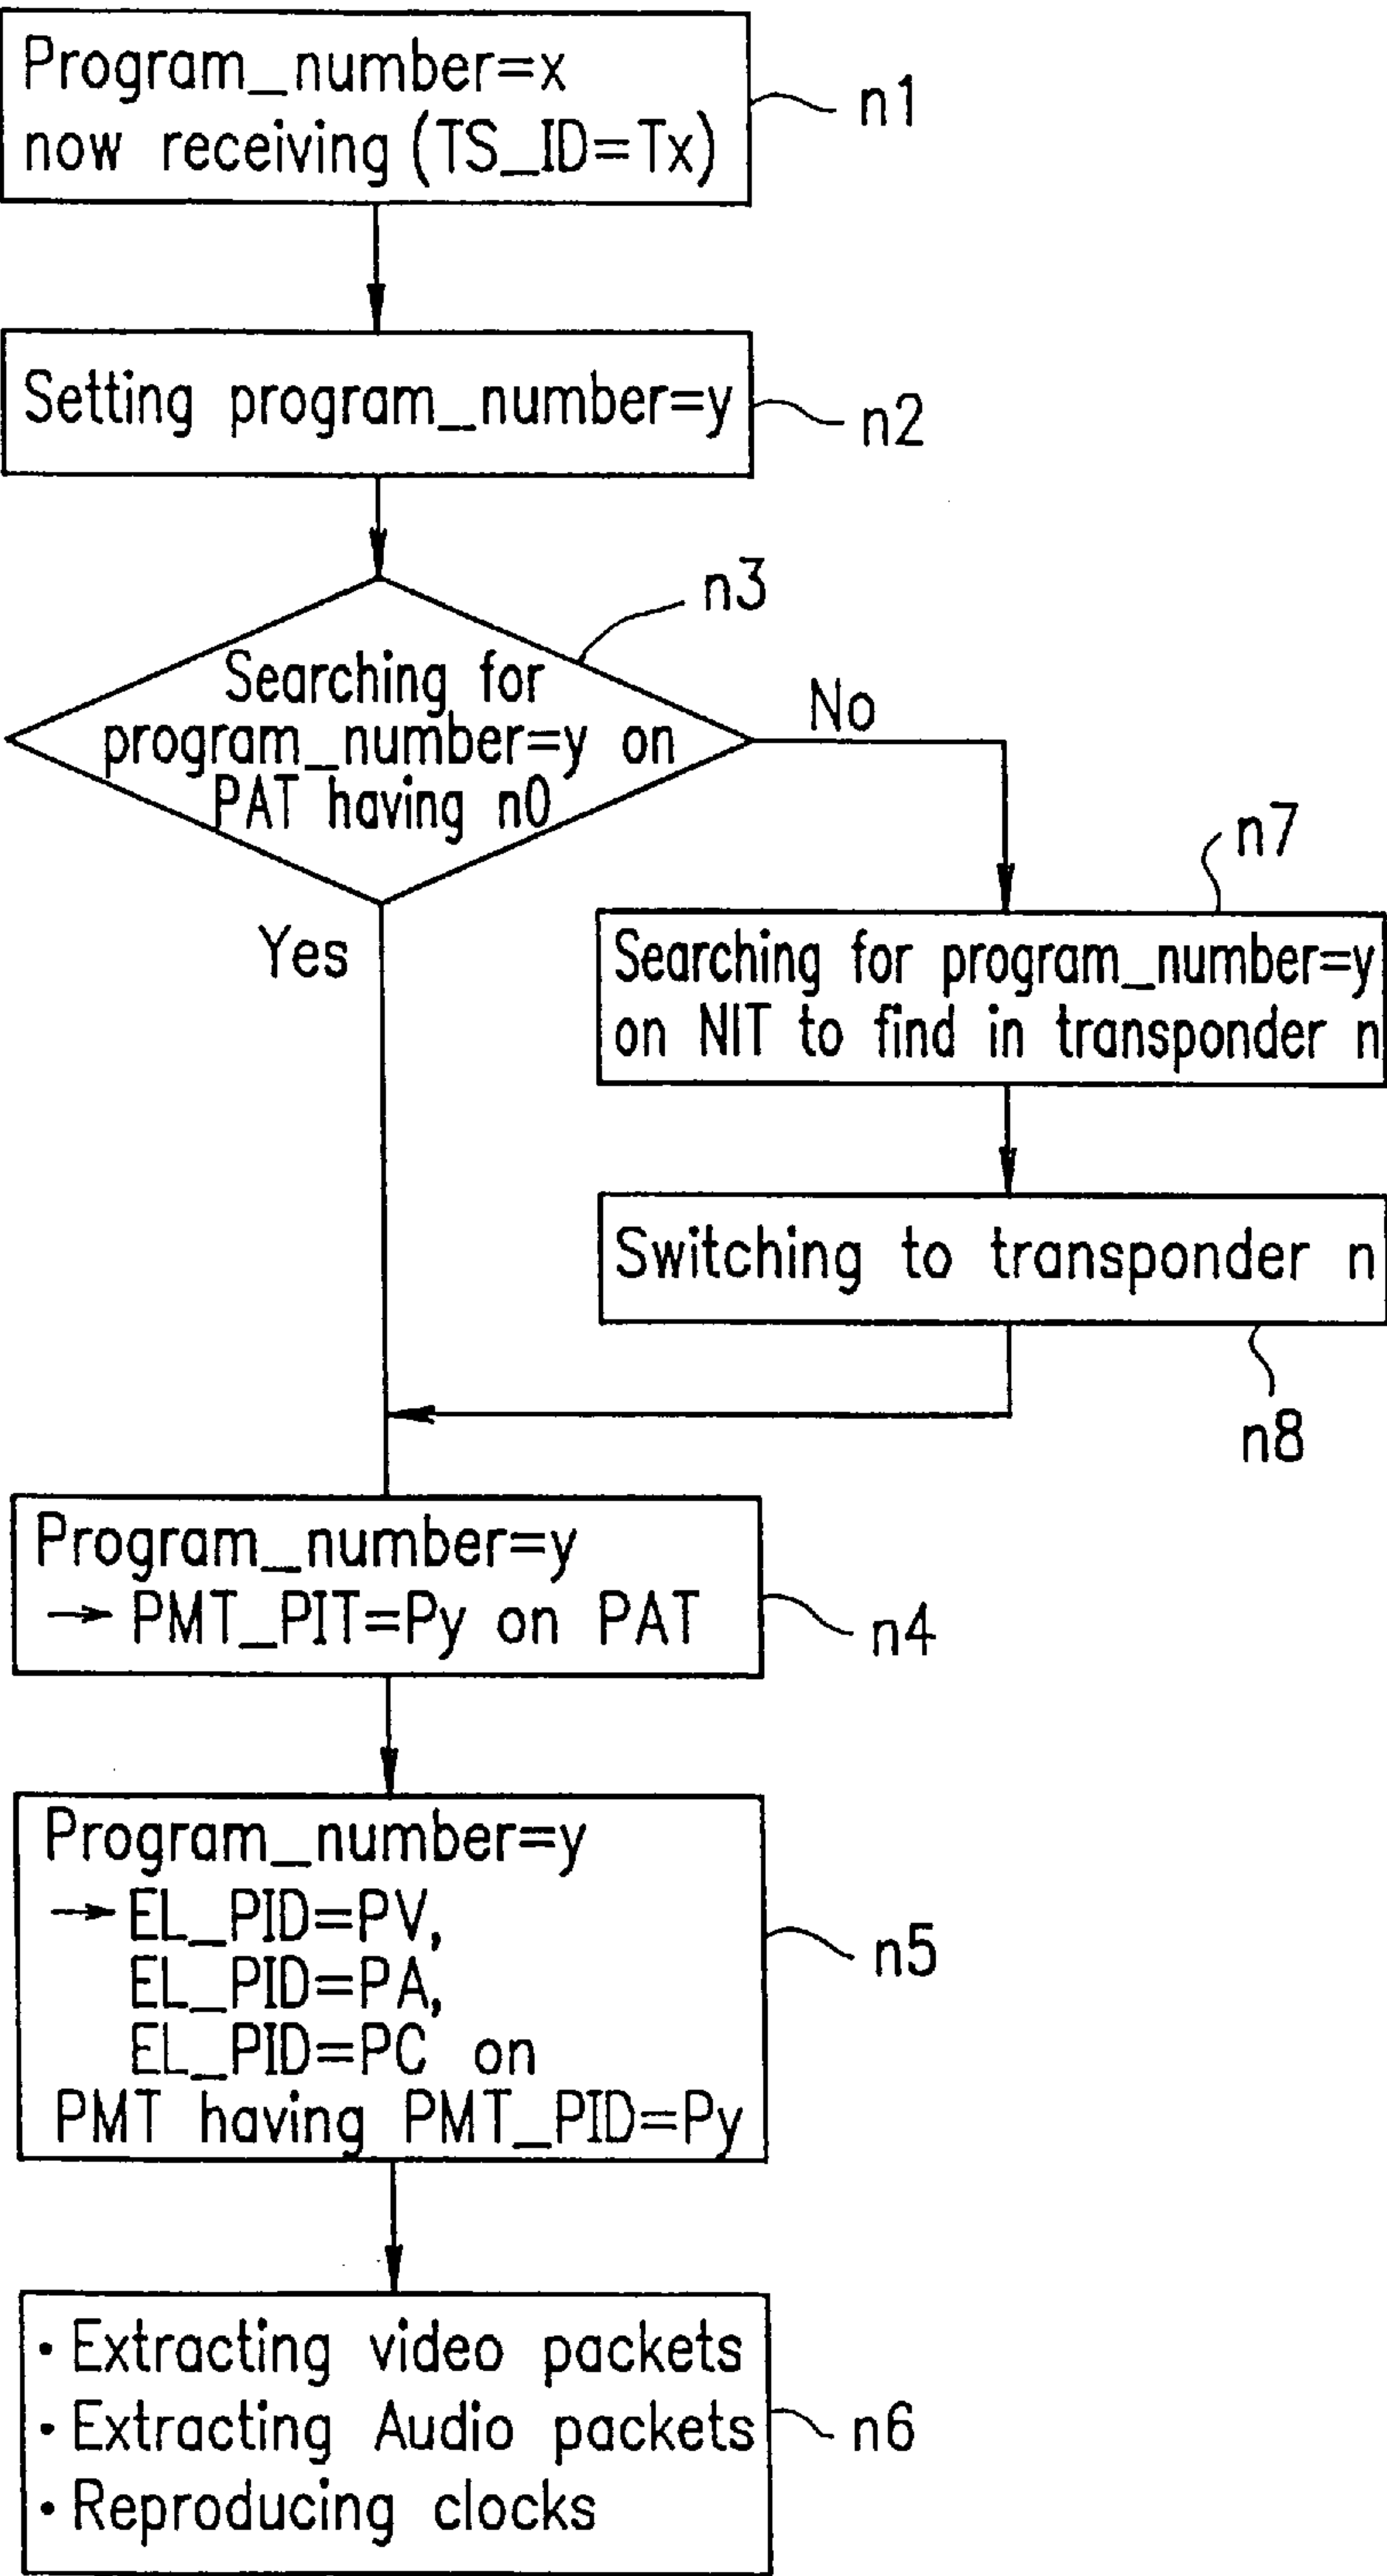 Program_number=x
now receiving (TS_ID=Tx)
n1
Setting program_number=y
n2
n3
Searching for
program_number=y on
PAT having n0
No
Yes
n7
Searching for program_number=y
on NIT to find in transponder n
Switching to transponder n
n8
Program_number=y
→ PMT_PIT=Py on PAT
n4
Program_number=y
→ EL_PID=PV,
EL_PID=PA,
EL_PID=PC on
PMT having PMT_PID=Py
n5
· Extracting video packets
· Extracting Audio packets
· Reproducing clocks
n6